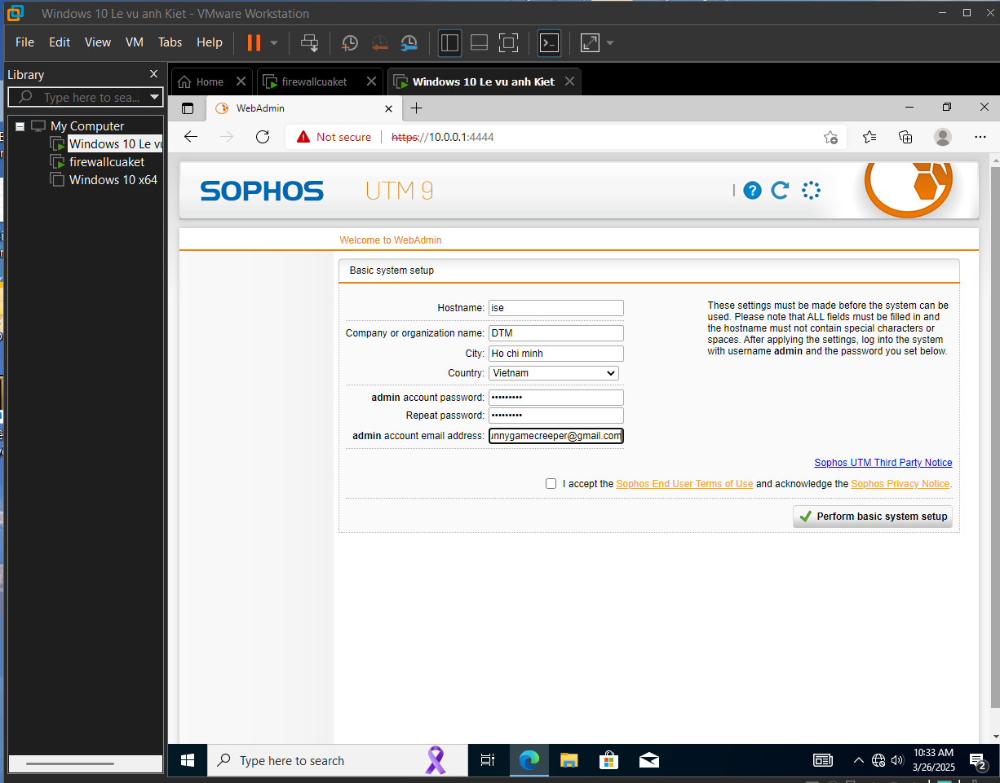 Windows 10 Le vu anh Kiet - VMware Workstation
File Edit View VM Tabs Help
Library
Type here to sea...
My Computer
Windows 10 Le vu
firewallcuaket
Windows 10 x64
Home
firewallcuaket
Windows 10 Le vu anh Kiet
WebAdmin
Not secure
https://10.0.0.1:4444
SOPHOS UTM 9
Welcome to WebAdmin
Basic system setup
Hostname: ise
Company or organization name: DTM
City: Ho chi minh
Country: Vietnam
admin account password: •••••••••
Repeat password: •••••••••
admin account email address: unnygamecreeper@gmail.com
These settings must be made before the system can be
used. Please note that ALL fields must be filled in and
the hostname must not contain special characters or
spaces. After applying the settings, log into the system
with username admin and the password you set below.
Sophos UTM Third Party Notice
I accept the Sophos End User Terms of Use and acknowledge the Sophos Privacy Notice.
Perform basic system setup
Type here to search
10:33 AM
3/26/2025
2